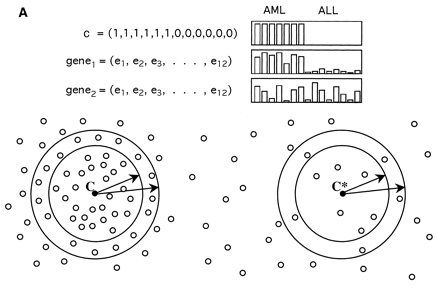 A
AML ALL
c = (1,1,1,1,1,1,0,0,0,0,0,0)
gene₁ = (e₁, e₂, e₃, . . . . , e₁₂)
gene₂ = (e₁, e₂, e₃, . . . . , e₁₂)
C C*